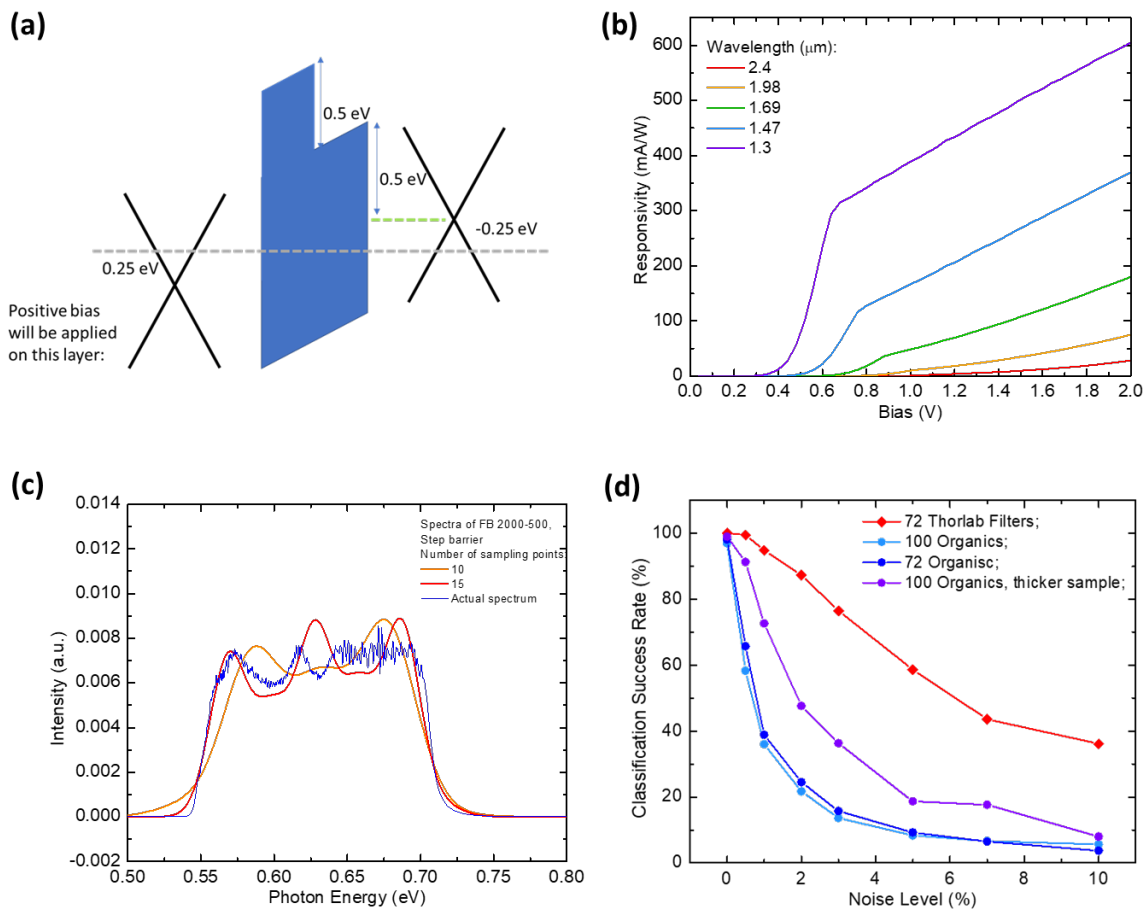 (a)
0.5 eV
0.5 eV
-0.25 eV
0.25 eV
Positive bias
will be applied
on this layer:
(b)
Wavelength (μm):
2.4
1.98
1.69
1.47
1.3
600
500
400
300
200
100
0
Responsivity (mA/W)
0.0 0.2 0.4 0.6 0.8 1.0 1.2 1.4 1.6 1.8 2.0
Bias (V)
(c)
Spectra of FB 2000-500,
Step barrier
Number of sampling points
10
15
Actual spectrum
0.014
0.012
0.010
0.008
0.006
0.004
0.002
0.000
-0.002
Intensity (a.u.)
0.50 0.55 0.60 0.65 0.70 0.75 0.80
Photon Energy (eV)
(d)
72 Thorlab Filters;
100 Organics;
72 Organisc;
100 Organics, thicker sample;
100
80
60
40
20
0
Classification Success Rate (%)
0 2 4 6 8 10
Noise Level (%)